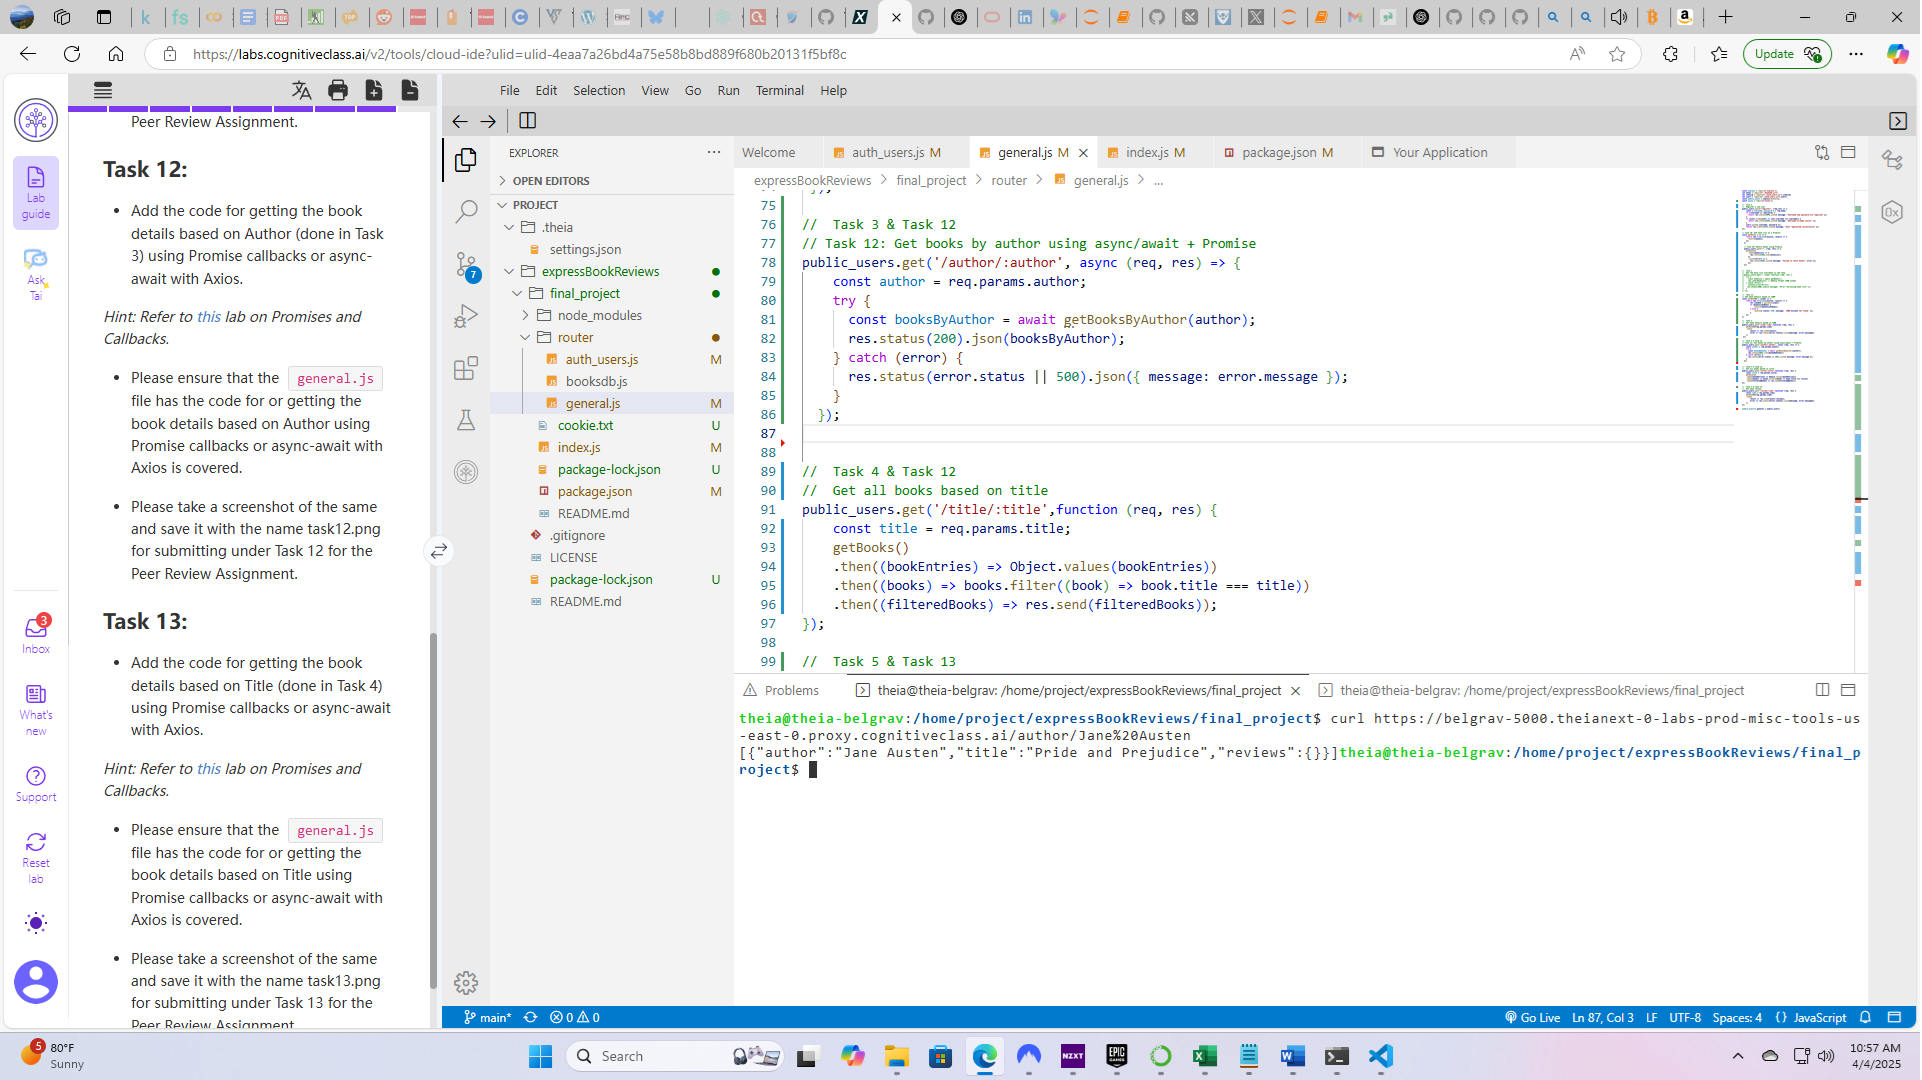 https://labs.cognitiveclass.ai/v2/tools/cloud-ide?ulid=ulid-4eaa7a26bd4a75e58b8bd889f680b20131f5bf8c
Update
Lab
guide
Ask
Tai
3
Inbox
What's
new
Support
Reset
lab
Peer Review Assignment.
Task 12:
Add the code for getting the book
details based on Author (done in Task
3) using Promise callbacks or async-
await with Axios.
Hint: Refer to this lab on Promises and
Callbacks.
Please ensure that the general.js
file has the code for or getting the
book details based on Author using
Promise callbacks or async-await with
Axios is covered.
Please take a screenshot of the same
and save it with the name task12.png
for submitting under Task 12 for the
Peer Review Assignment.
Task 13:
Add the code for getting the book
details based on Title (done in Task 4)
using Promise callbacks or async-await
with Axios.
Hint: Refer to this lab on Promises and
Callbacks.
Please ensure that the general.js
file has the code for or getting the
book details based on Title using
Promise callbacks or async-await with
Axios is covered.
Please take a screenshot of the same
and save it with the name task13.png
for submitting under Task 13 for the
Peer Review Assignment
File Edit Selection View Go Run Terminal Help
EXPLORER
OPEN EDITORS
PROJECT
.theia
settings.json
expressBookReviews
final_project
node_modules
router
auth_users.js M
booksdb.js
general.js M
cookie.txt U
index.js M
package-lock.json U
package.json M
README.md
.gitignore
LICENSE
package-lock.json U
README.md
7
Welcome auth_users.js M general.js M index.js M package.json M Your Application
expressBookReviews > final_project > router > general.js > ...
75
76 //  Task 3 & Task 12
77 // Task 12: Get books by author using async/await + Promise
78 public_users.get('/author/:author', async (req, res) => {
79 const author = req.params.author;
80 try {
81 const booksByAuthor = await getBooksByAuthor(author);
82 res.status(200).json(booksByAuthor);
83 } catch (error) {
84 res.status(error.status || 500).json({ message: error.message });
85 }
86 });
87
88
89 //  Task 4 & Task 12
90 //  Get all books based on title
91 public_users.get('/title/:title',function (req, res) {
92 const title = req.params.title;
93 getBooks()
94 .then((bookEntries) => Object.values(bookEntries))
95 .then((books) => books.filter((book) => book.title === title))
96 .then((filteredBooks) => res.send(filteredBooks));
97 });
98
99 //  Task 5 & Task 13
Problems theia@theia-belgrav: /home/project/expressBookReviews/final_project theia@theia-belgrav: /home/project/expressBookReviews/final_project
theia@theia-belgrav:/home/project/expressBookReviews/final_project$ curl https://belgrav-5000.theianext-0-labs-prod-misc-tools-us
-east-0.proxy.cognitiveclass.ai/author/Jane%20Austen
[{"author":"Jane Austen","title":"Pride and Prejudice","reviews":{}}]theia@theia-belgrav:/home/project/expressBookReviews/final_p
roject$
main* 0 0
Go Live Ln 87, Col 3 LF UTF-8 Spaces: 4 {} JavaScript
5
80°F
Sunny
Search
10:57 AM
4/4/2025